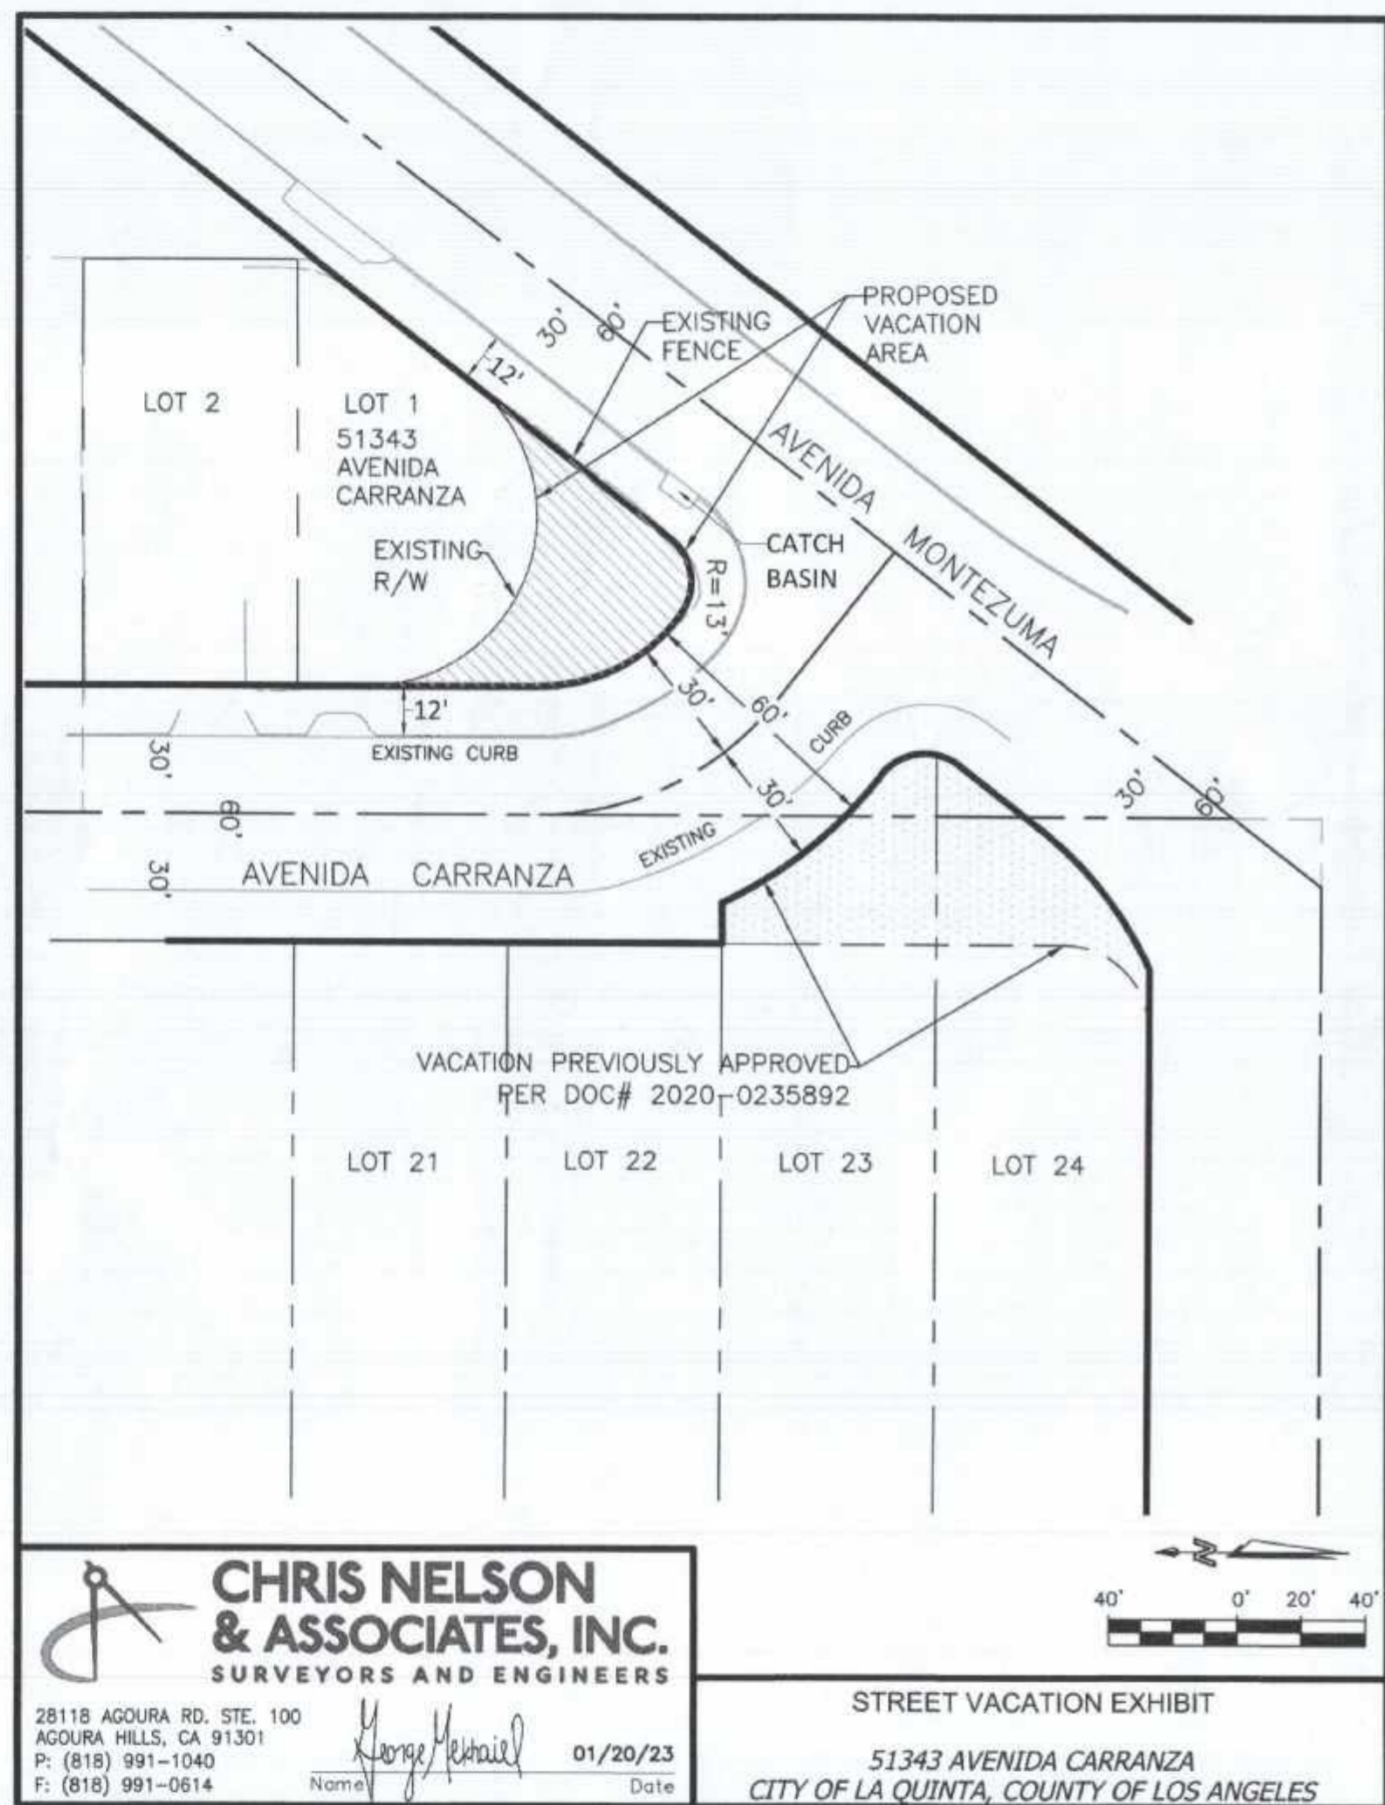 PROPOSED
VACATION
AREA
30'
60'
EXISTING
FENCE
12'
LOT 2
LOT 1
51343
AVENIDA
CARRANZA
AVENIDA
MONTEZUMA
EXISTING
R/W
CATCH
BASIN
R=13'
12'
30'
60'
EXISTING CURB
30'
60'
30'
EXISTING CURB
30'
30'
60'
AVENIDA CARRANZA
VACATION PREVIOUSLY APPROVED
PER DOC# 2020-0235892
LOT 21
LOT 22
LOT 23
LOT 24
N
40'
0'
20'
40'
CHRIS NELSON
& ASSOCIATES, INC.
SURVEYORS AND ENGINEERS
28118 AGOURA RD. STE. 100
AGOURA HILLS, CA 91301
P: (818) 991-1040
F: (818) 991-0614
George Mekhaiel
01/20/23
Name
Date
STREET VACATION EXHIBIT
51343 AVENIDA CARRANZA
CITY OF LA QUINTA, COUNTY OF LOS ANGELES